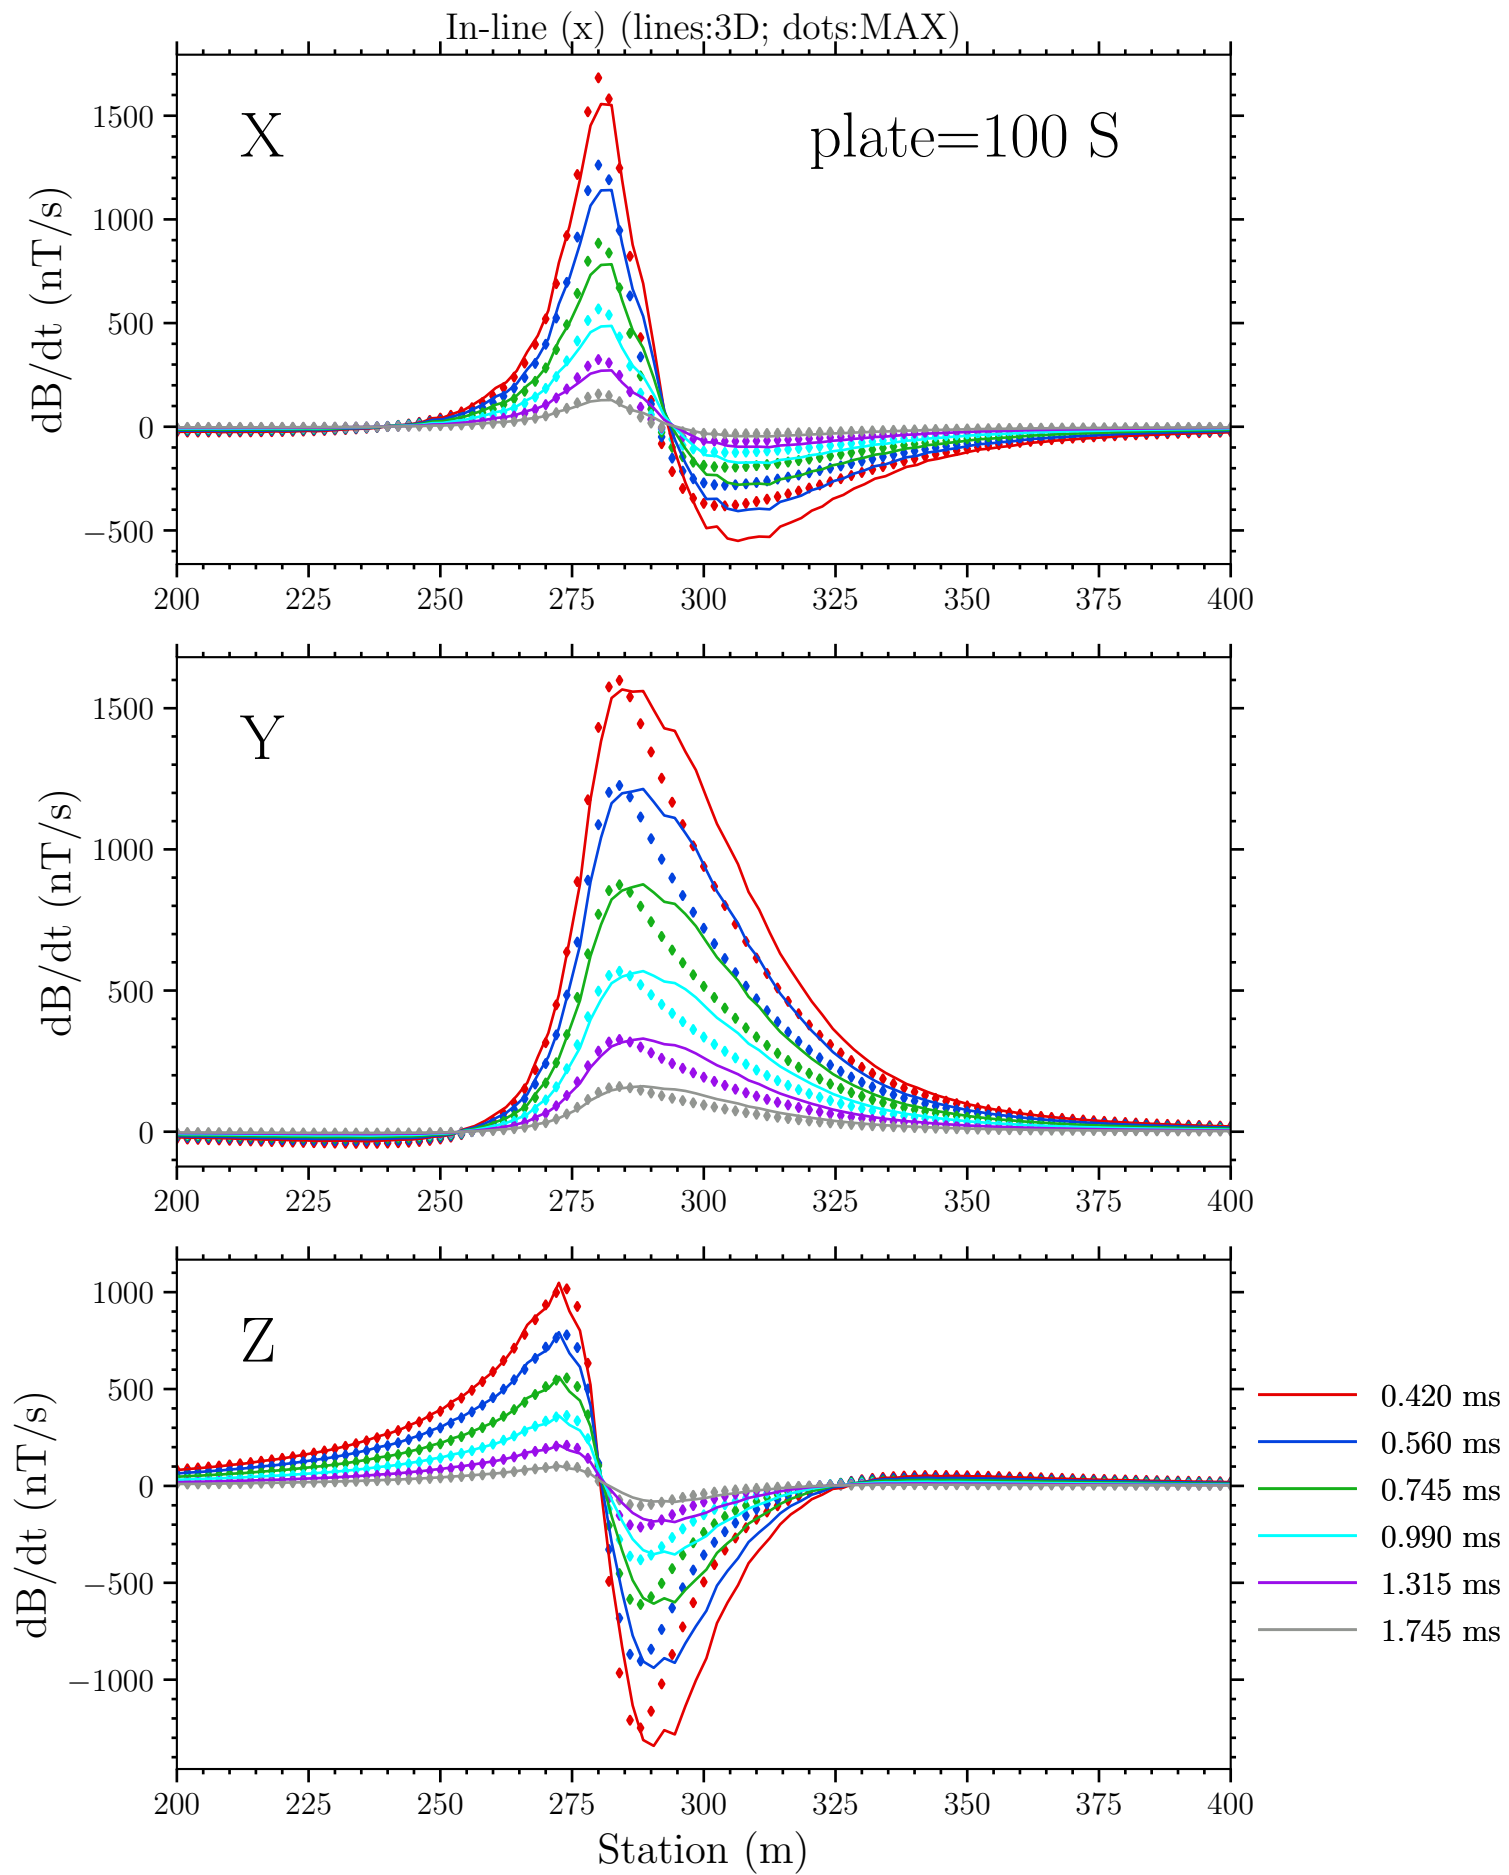 In-line (x) (lines:3D; dots:MAX)
X
plate=100 S
dB/dt (nT/s)
1500
1000
500
0
−500
200 225 250 275 300 325 350 375 400
Y
dB/dt (nT/s)
1500
1000
500
0
200 225 250 275 300 325 350 375 400
Z
dB/dt (nT/s)
1000
500
0
−500
−1000
200 225 250 275 300 325 350 375 400
Station (m)
0.420 ms
0.560 ms
0.745 ms
0.990 ms
1.315 ms
1.745 ms